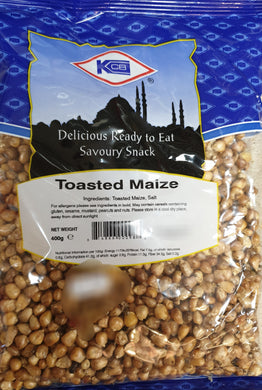 KCB
®
Delicious Ready to Eat
Savoury Snack
Toasted Maize
Ingredients: Toasted Maize, Salt
For allergens please see ingredients in bold. May contain cereals containing
gluten, sesame, mustard, peanuts and nuts. Please store in a cool dry place,
away from direct sunlight.
NET WEIGHT
400g e